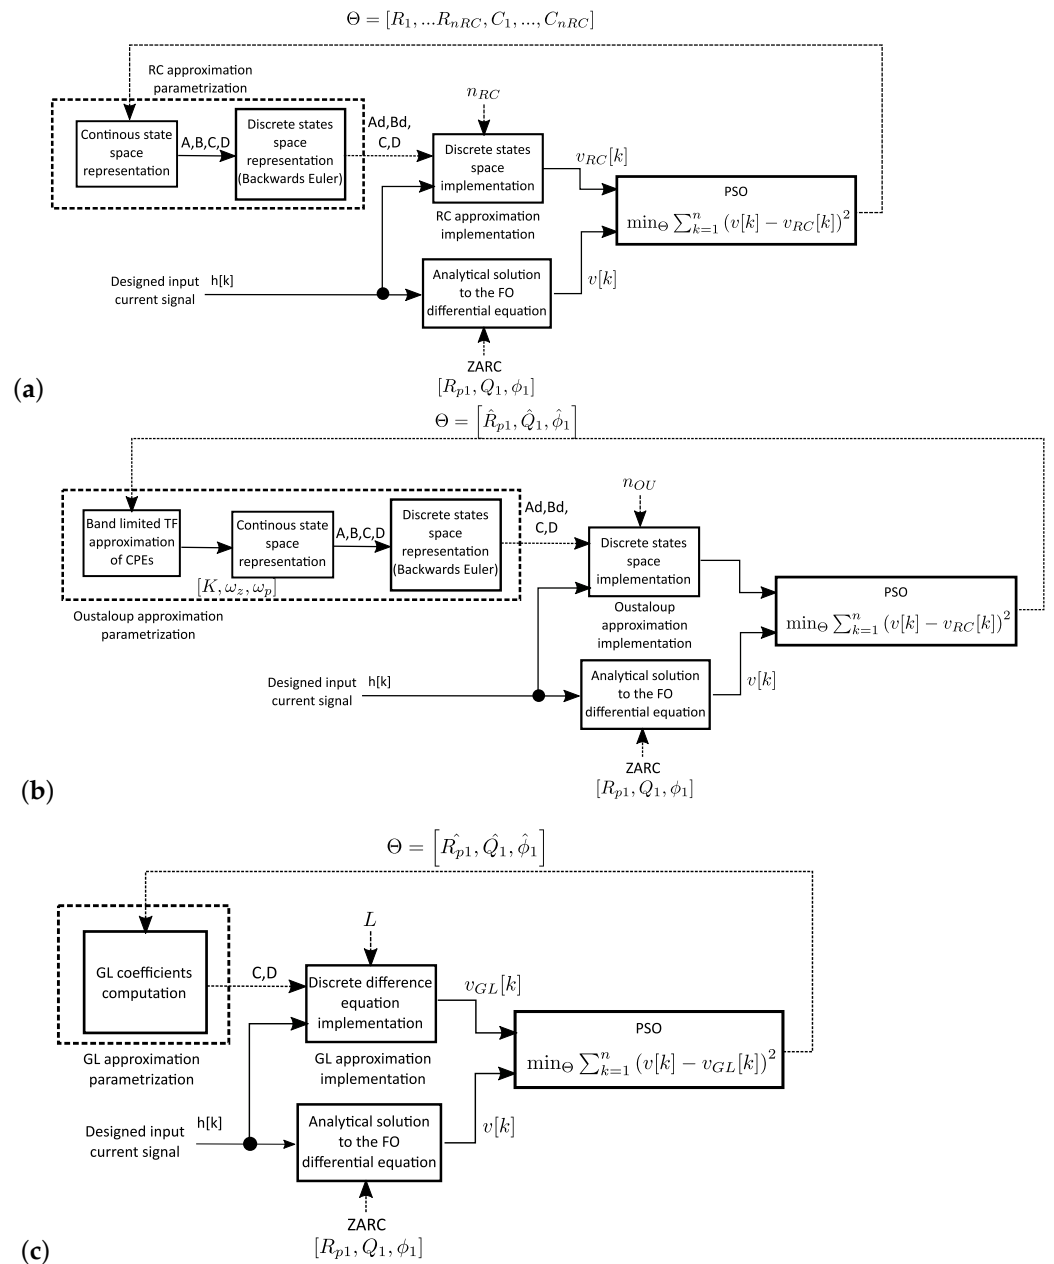 Θ = [R_1, ...R_{nRC}, C_1, ..., C_{nRC}]
RC approximation
parametrization
Continous state
space
representation
A,B,C,D
Discrete states
space
representation
(Backwards Euler)
Ad,Bd,
C,D
n_{RC}
Discrete states
space
implementation
RC approximation
implementation
v_{RC}[k]
PSO
min_Θ ∑_{k=1}^{n} (v[k] − v_{RC}[k])^2
Designed input
current signal
h[k]
Analytical solution
to the FO
differential equation
v[k]
ZARC
[R_{p1}, Q_1, ϕ_1]
(a)
Θ = [R̂_{p1}, Q̂_1, ϕ̂_1]
Band limited TF
approximation
of CPEs
[K, ω_z, ω_p]
Continous state
space
representation
A,B,C,D
Discrete states
space
representation
(Backwards Euler)
Oustaloup approximation
parametrization
Ad,Bd,
C,D
n_{OU}
Discrete states
space
implementation
Oustaloup
approximation
implementation
PSO
min_Θ ∑_{k=1}^{n} (v[k] − v_{RC}[k])^2
Designed input
current signal
h[k]
Analytical solution
to the FO
differential equation
v[k]
ZARC
[R_{p1}, Q_1, ϕ_1]
(b)
Θ = [R̂_{p1}, Q̂_1, ϕ̂_1]
GL coefficients
computation
GL approximation
parametrization
C,D
L
Discrete difference
equation
implementation
GL approximation
implementation
v_{GL}[k]
PSO
min_Θ ∑_{k=1}^{n} (v[k] − v_{GL}[k])^2
Designed input
current signal
h[k]
Analytical solution
to the FO
differential equation
v[k]
ZARC
[R_{p1}, Q_1, ϕ_1]
(c)